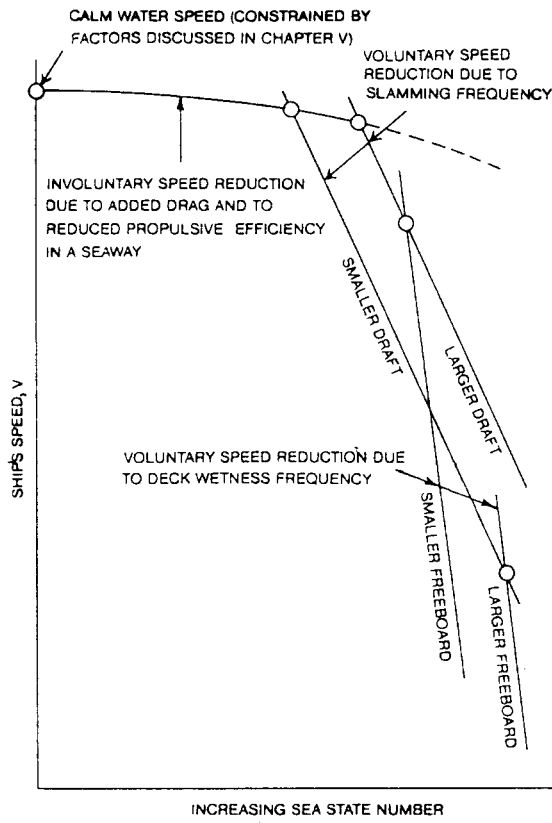 CALM WATER SPEED (CONSTRAINED BY
FACTORS DISCUSSED IN CHAPTER V)
VOLUNTARY SPEED
REDUCTION DUE TO
SLAMMING FREQUENCY
INVOLUNTARY SPEED REDUCTION
DUE TO ADDED DRAG AND TO
REDUCED PROPULSIVE EFFICIENCY
IN A SEAWAY
SMALLER DRAFT
LARGER DRAFT
SHIP'S SPEED, V
VOLUNTARY SPEED REDUCTION DUE
TO DECK WETNESS FREQUENCY
SMALLER FREEBOARD
LARGER FREEBOARD
INCREASING SEA STATE NUMBER